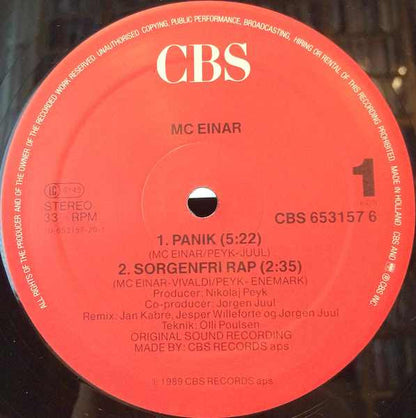 ALL RIGHTS OF THE PRODUCER AND OF THE OWNER OF THE RECORDED WORK RESERVED. UNAUTHORISED COPYING, PUBLIC PERFORMANCE, BROADCASTING, HIRING OR RENTAL OF THIS RECORDING PROHIBITED. MADE IN HOLLAND. CBS AND ARE CBS INC.
CBS
MC EINAR
LC 0149
STEREO
33 RPM
1
CBS 653157 6
1. PANIK (5:22)
(MC EINAR/PEYK-JUUL)
2. SORGENFRI RAP (2:35)
(MC EINAR-VIVALDI/PEYK- ENEMARK)
Producer: Nikolaj Peyk
Co-producer: Jørgen Juul
Remix: Jan Kabré, Jesper Willeforte og Jørgen Juul
Teknik: Olli Poulsen
ORIGINAL SOUND RECORDING
MADE BY: CBS RECORDS aps
1989 CBS RECORDS aps